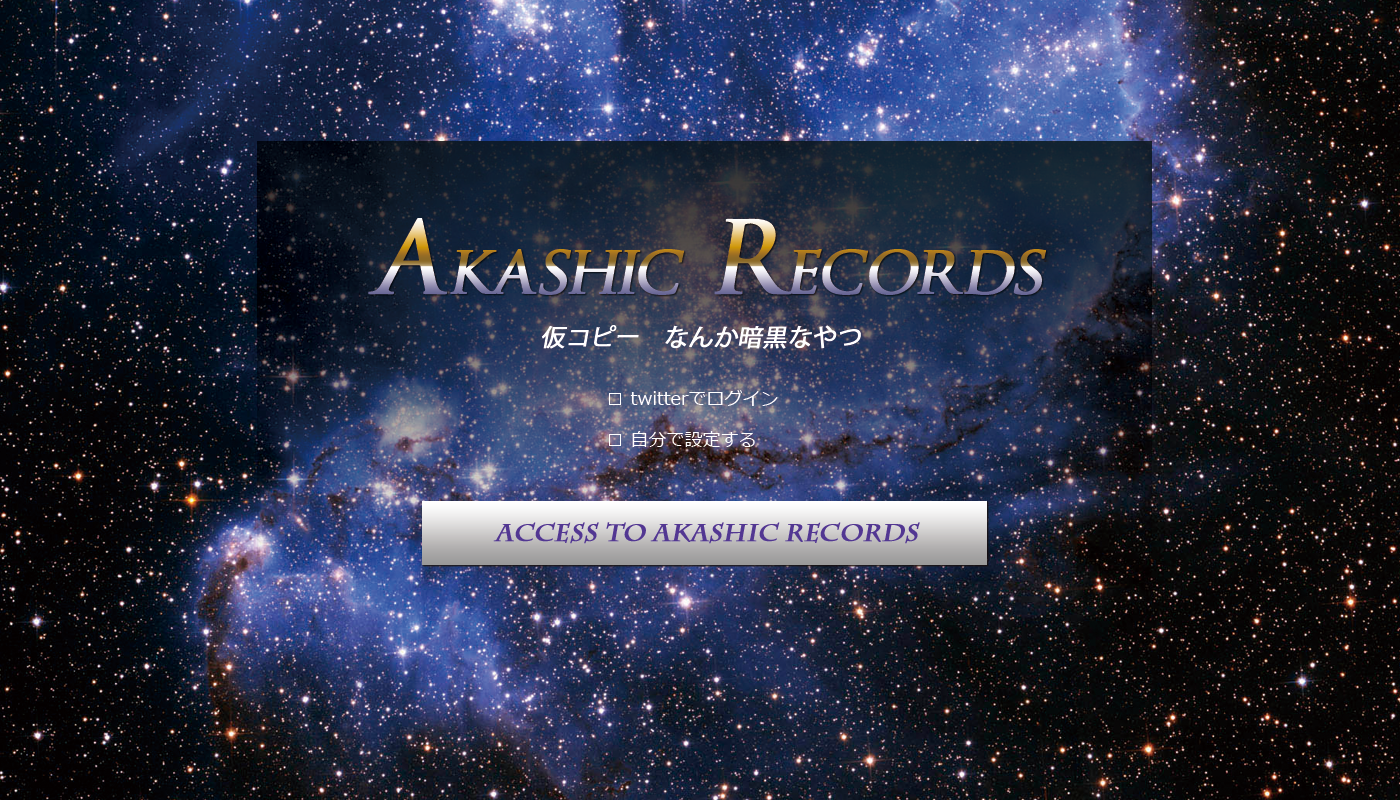 AKASHIC RECORDS
仮コピー　なんか暗黒なやつ
□ twitterでログイン
□ 自分で設定する
ACCESS TO AKASHIC RECORDS